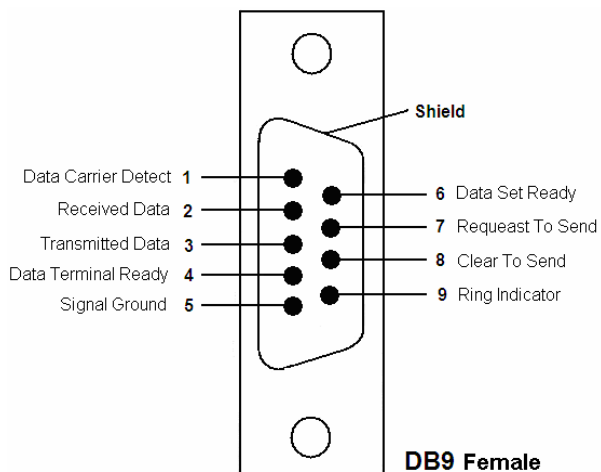 Shield
Data Carrier Detect 1
Received Data 2
Transmitted Data 3
Data Terminal Ready 4
Signal Ground 5
6 Data Set Ready
7 Requeast To Send
8 Clear To Send
9 Ring Indicator
DB9 Female